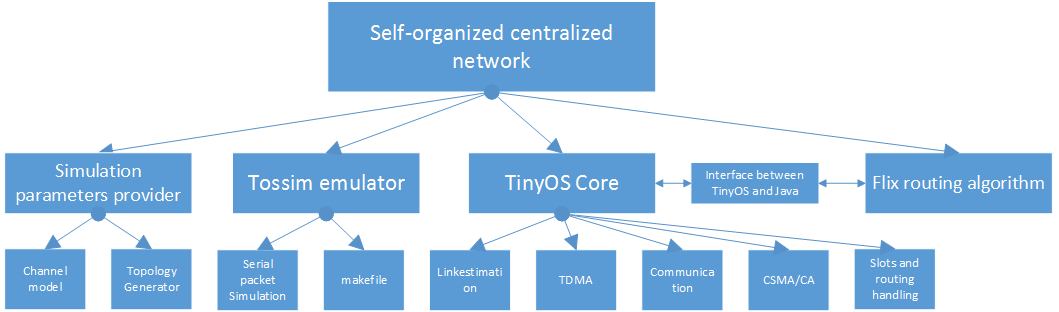 Self-organized centralized
network
Simulation
parameters provider
Tossim emulator
TinyOS Core
Interface between
TinyOS and Java
Flix routing algorithm
Channel
model
Topology
Generator
Serial
packet
Simulation
makefile
Linkestimati
on
TDMA
Communica
tion
CSMA/CA
Slots and
routing
handling